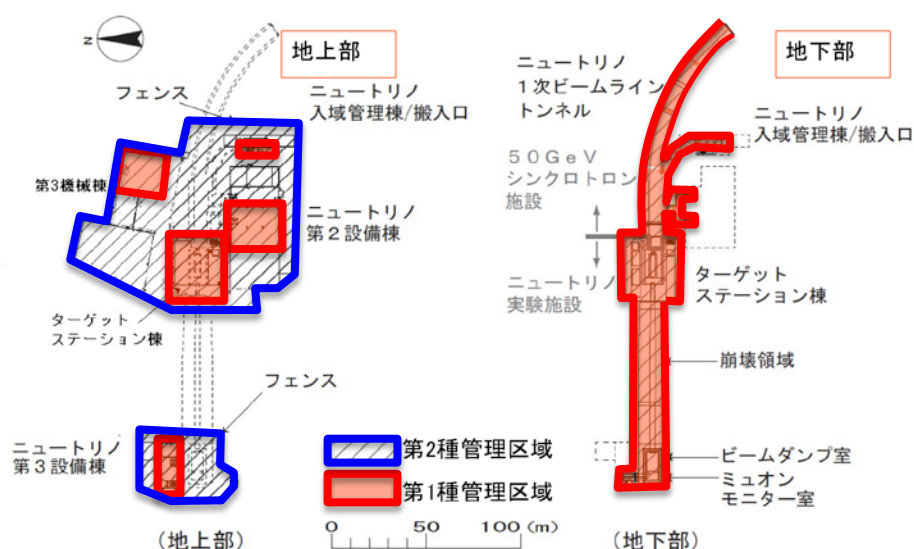 N
地上部
フェンス
ニュートリノ
入域管理棟/搬入口
第3機械棟
ニュートリノ
第2設備棟
ターゲット
ステーション棟
フェンス
ニュートリノ
第3設備棟
(地上部)
第2種管理区域
第1種管理区域
0 50 100(m)
地下部
ニュートリノ
1次ビームライン
トンネル
ニュートリノ
入域管理棟/搬入口
50GeV
シンクロトロン
施設
ニュートリノ
実験施設
ターゲット
ステーション棟
崩壊領域
ビームダンプ室
ミュオン
モニター室
(地下部)